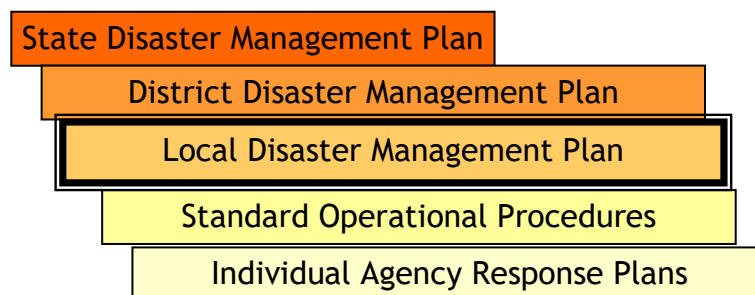 State Disaster Management Plan
District Disaster Management Plan
Local Disaster Management Plan
Standard Operational Procedures
Individual Agency Response Plans